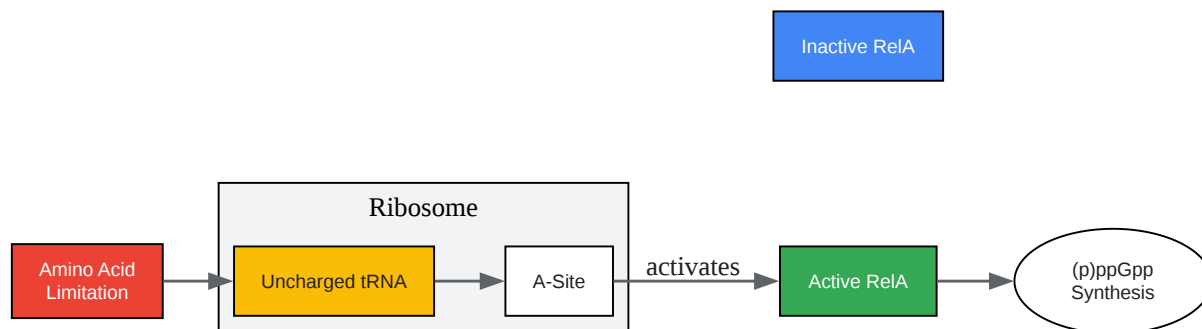 Inactive RelA
Ribosome
Amino Acid
Limitation
Uncharged tRNA
A-Site
activates
Active RelA
(p)ppGpp
Synthesis